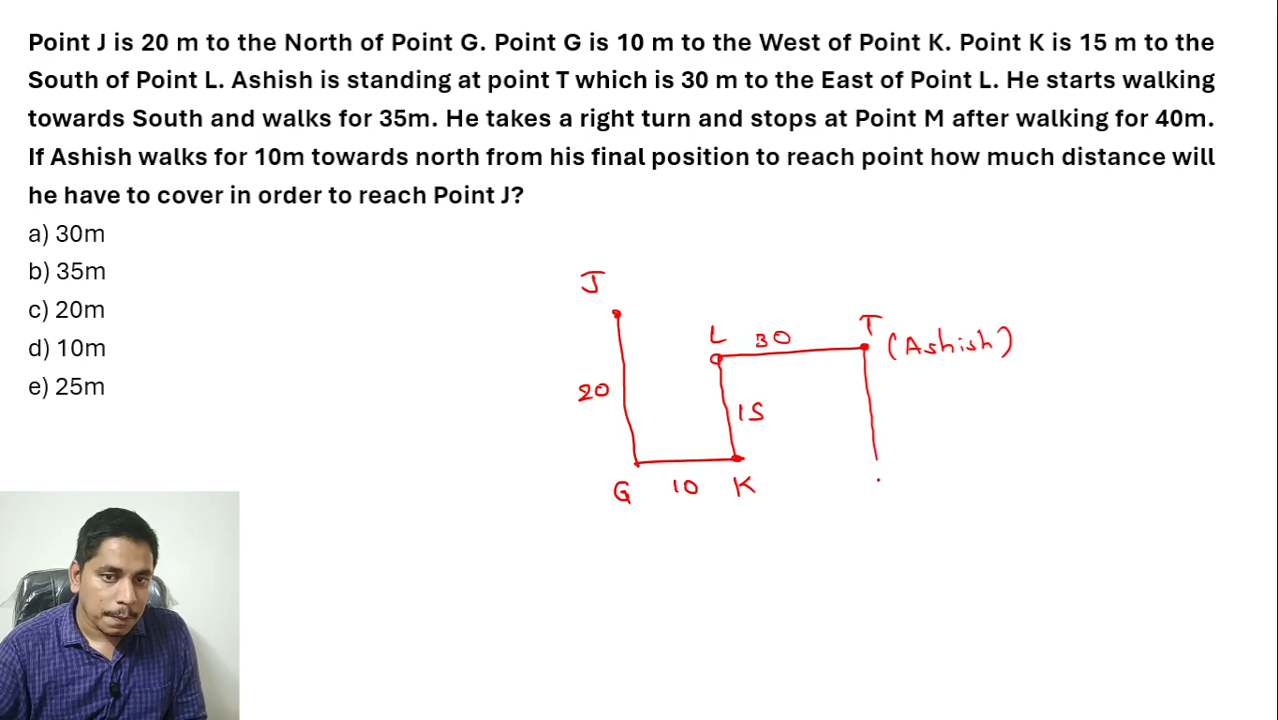 Point J is 20 m to the North of Point G. Point G is 10 m to the West of Point K. Point K is 15 m to the
South of Point L. Ashish is standing at point T which is 30 m to the East of Point L. He starts walking
towards South and walks for 35m. He takes a right turn and stops at Point M after walking for 40m.
If Ashish walks for 10m towards north from his final position to reach point how much distance will
he have to cover in order to reach Point J?
a) 30m
b) 35m
c) 20m
d) 10m
e) 25m
J
L 30 T (Ashish)
20 15
G 10 K